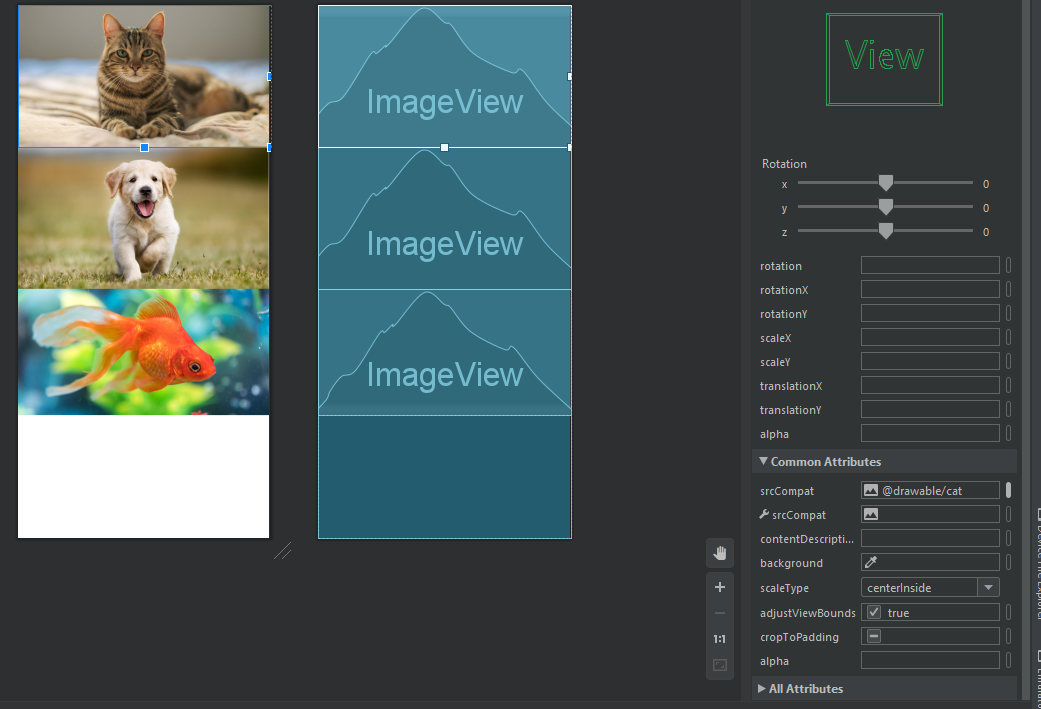 ImageView
ImageView
ImageView
View
Rotation
x 0
y 0
z 0
rotation
rotationX
rotationY
scaleX
scaleY
translationX
translationY
alpha
Common Attributes
srcCompat @drawable/cat
srcCompat
contentDescripti...
background
scaleType centerInside
adjustViewBounds true
cropToPadding
alpha
All Attributes
1:1